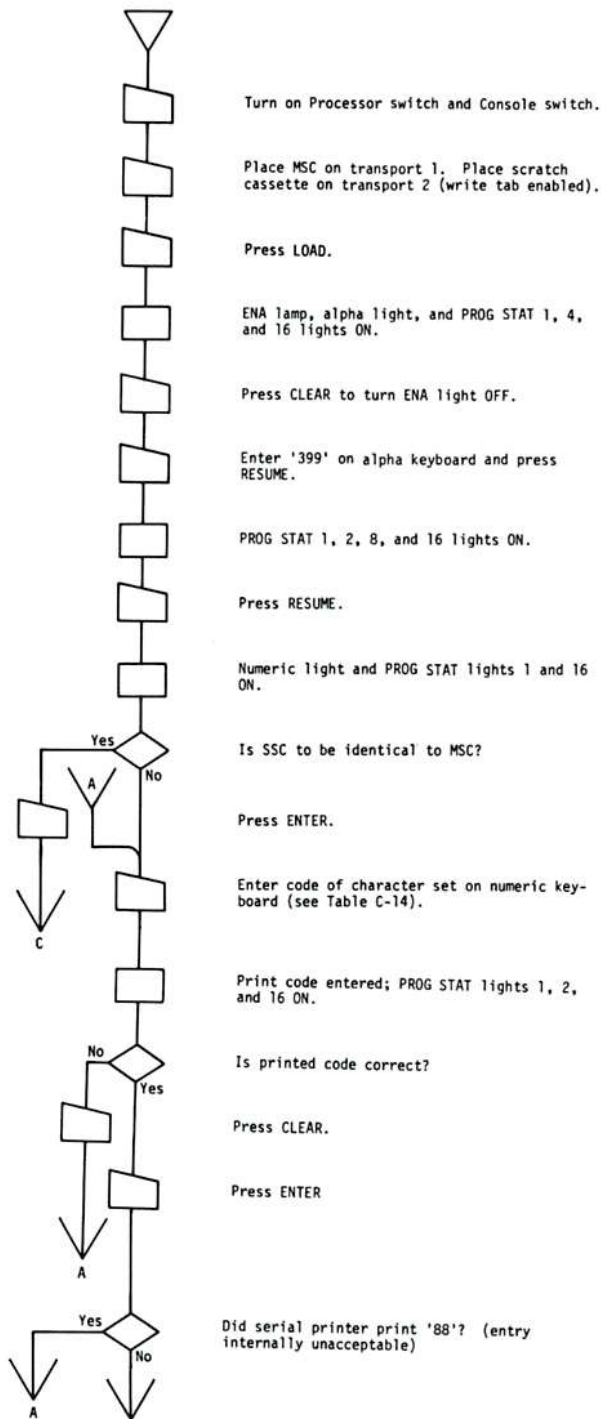 Turn on Processor switch and Console switch.
Place MSC on transport 1. Place scratch
cassette on transport 2 (write tab enabled).
Press LOAD.
ENA lamp, alpha light, and PROG STAT 1, 4,
and 16 lights ON.
Press CLEAR to turn ENA light OFF.
Enter '399' on alpha keyboard and press
RESUME.
PROG STAT 1, 2, 8, and 16 lights ON.
Press RESUME.
Numeric light and PROG STAT lights 1 and 16
ON.
Yes
Is SSC to be identical to MSC?
No
A
Press ENTER.
Enter code of character set on numeric key-
board (see Table C-14).
C
Print code entered; PROG STAT lights 1, 2,
and 16 ON.
No
Is printed code correct?
Yes
Press CLEAR.
Press ENTER
A
Yes
Did serial printer print '88'? (entry
internally unacceptable)
No
A